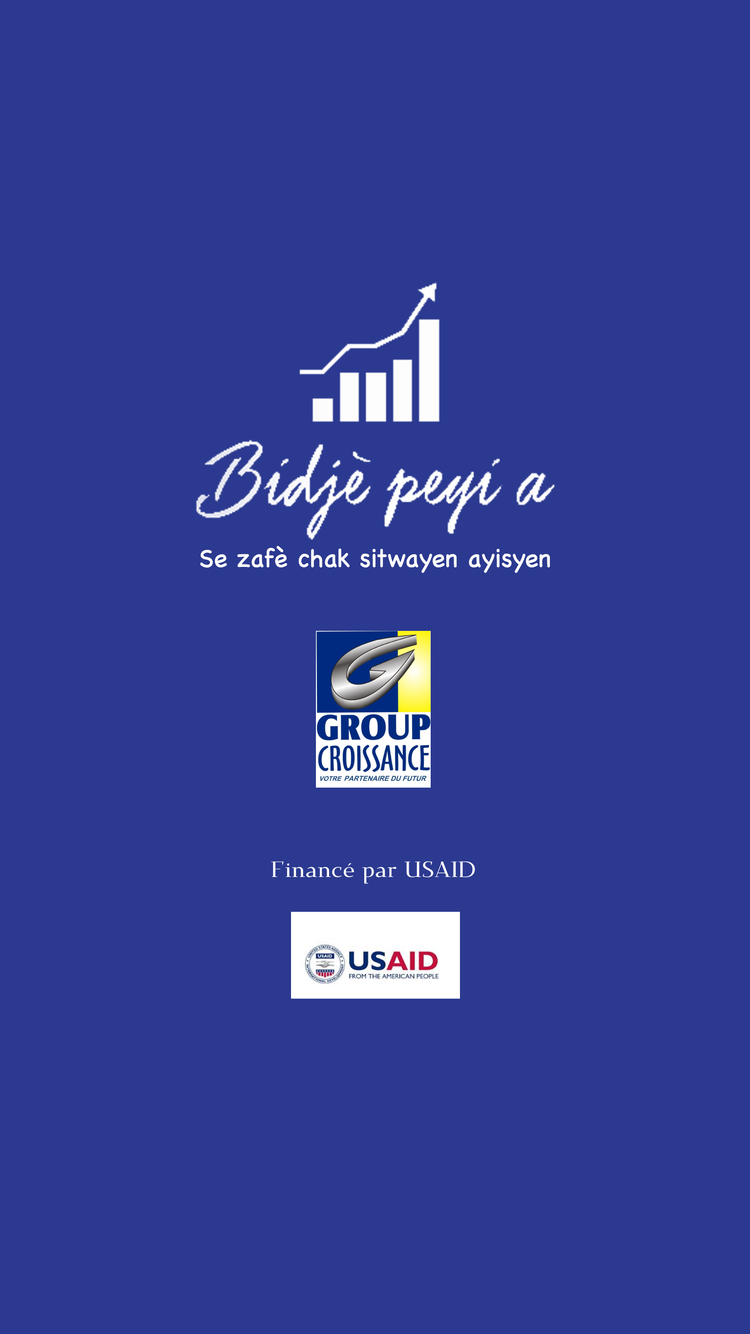 Bidjè peyi a
Se zafè chak sitwayen ayisyen
GROUP
CROISSANCE
VOTRE PARTENAIRE DU FUTUR
Financé par USAID
USAID
USAID
FROM THE AMERICAN PEOPLE